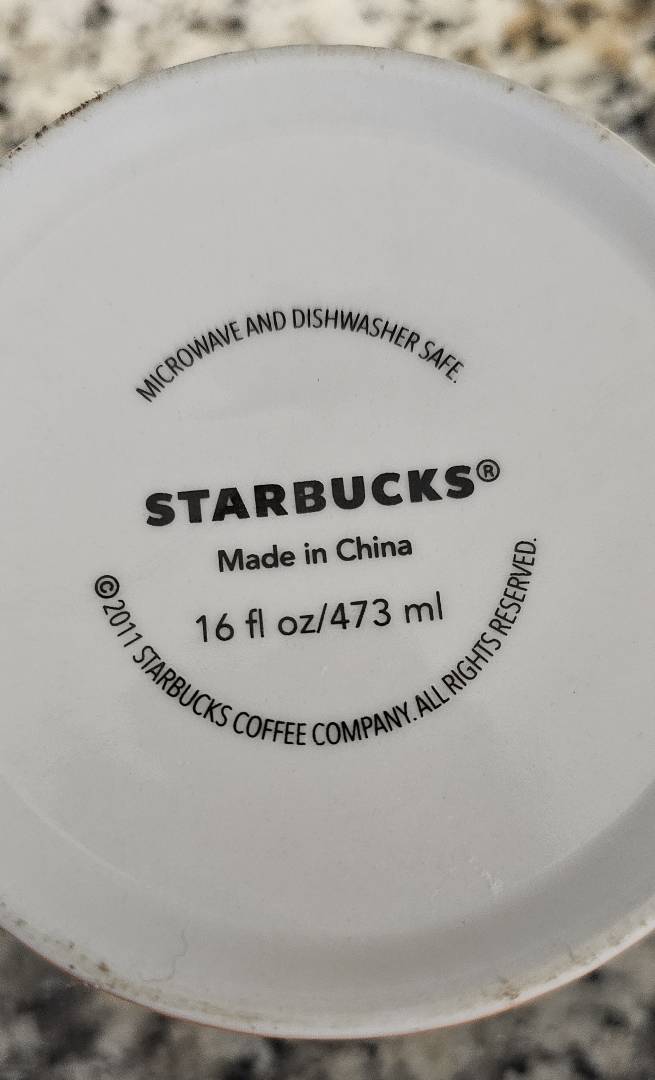 MICROWAVE AND DISHWASHER SAFE.
STARBUCKS®
Made in China
16 fl oz/473 ml
©2011 STARBUCKS COFFEE COMPANY. ALL RIGHTS RESERVED.